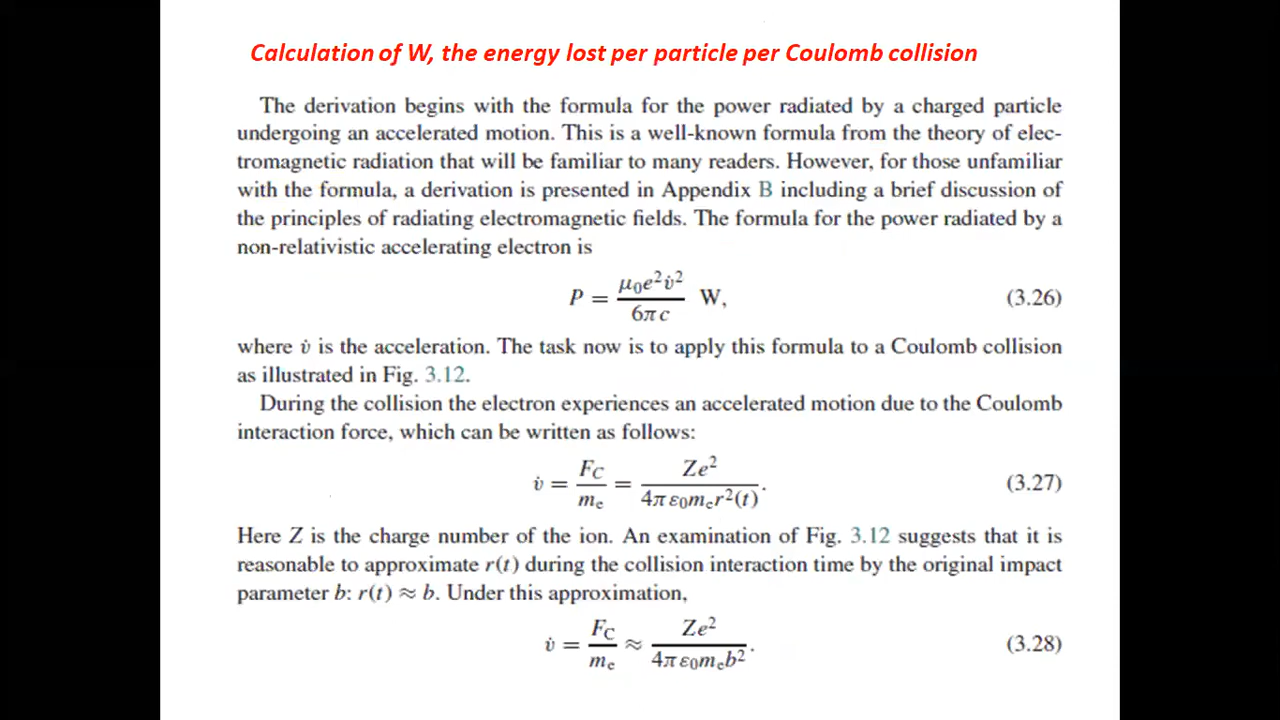 Calculation of W, the energy lost per particle per Coulomb collision
The derivation begins with the formula for the power radiated by a charged particle
undergoing an accelerated motion. This is a well-known formula from the theory of elec-
tromagnetic radiation that will be familiar to many readers. However, for those unfamiliar
with the formula, a derivation is presented in Appendix B including a brief discussion of
the principles of radiating electromagnetic fields. The formula for the power radiated by a
non-relativistic accelerating electron is
P = μ₀e²v̇² / 6πc W, (3.26)
where v̇ is the acceleration. The task now is to apply this formula to a Coulomb collision
as illustrated in Fig. 3.12.
During the collision the electron experiences an accelerated motion due to the Coulomb
interaction force, which can be written as follows:
v̇ = F_C / m_e = Ze² / 4πε₀m_e r²(t). (3.27)
Here Z is the charge number of the ion. An examination of Fig. 3.12 suggests that it is
reasonable to approximate r(t) during the collision interaction time by the original impact
parameter b: r(t) ≈ b. Under this approximation,
v̇ = F_C / m_e ≈ Ze² / 4πε₀m_e b². (3.28)